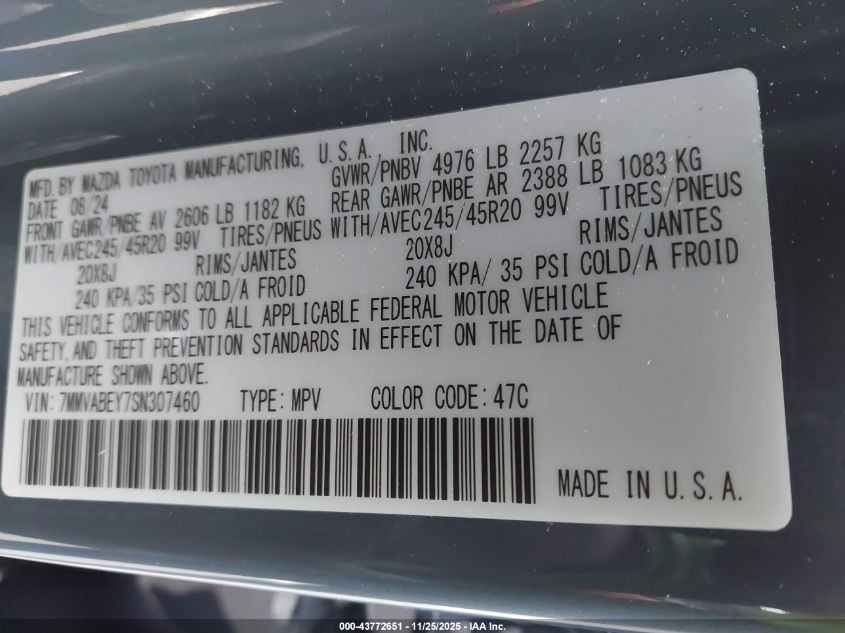 MFD. BY MAZDA TOYOTA MANUFACTURING, U.S.A., INC.
DATE 08/24 GVWR/PNBV 4976 LB 2257 KG
FRONT GAWR/PNBE AV 2606 LB 1182 KG REAR GAWR/PNBE AR 2388 LB 1083 KG
WITH/AVEC245/45R20 99V TIRES/PNEUS WITH/AVEC245/45R20 99V TIRES/PNEUS
20X8J RIMS/JANTES 20X8J RIMS/JANTES
240 KPA/35 PSI COLD/A FROID 240 KPA/ 35 PSI COLD/A FROID
THIS VEHICLE CONFORMS TO ALL APPLICABLE FEDERAL MOTOR VEHICLE
SAFETY, AND THEFT PREVENTION STANDARDS IN EFFECT ON THE DATE OF
MANUFACTURE SHOWN ABOVE.
VIN: 7MMVABEY7SN307460 TYPE: MPV COLOR CODE: 47C
MADE IN U.S.A.
000-43772651 - 11/25/2025 - IAA Inc.